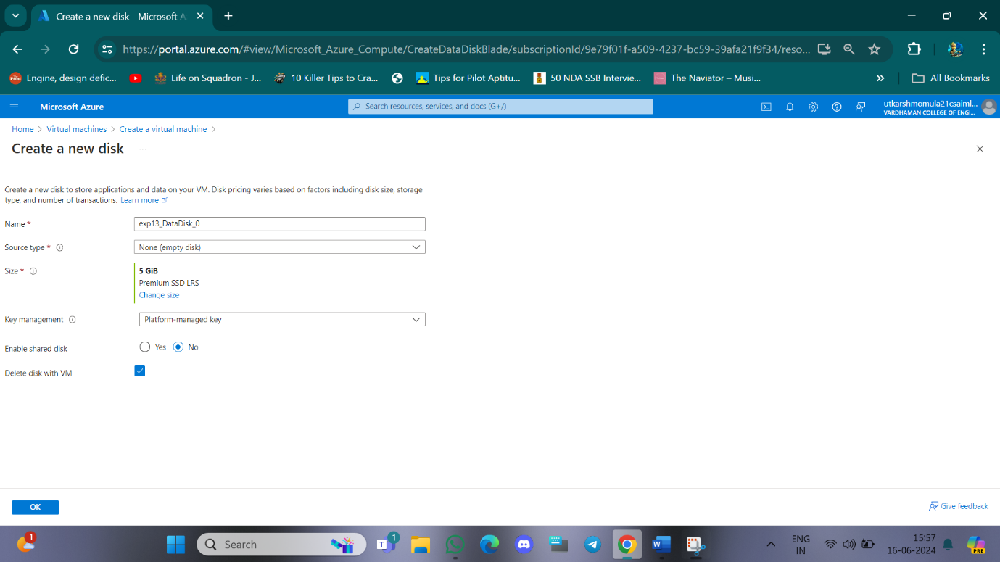 Create a new disk - Microsoft A
https://portal.azure.com/#view/Microsoft_Azure_Compute/CreateDataDiskBlade/subscriptionId/9e79f01f-a509-4237-bc59-39afa21f9f34/reso...
Engine, design defic...
Life on Squadron - J...
10 Killer Tips to Cra...
Tips for Pilot Aptitu...
50 NDA SSB Intervie...
The Naviator – Musi...
All Bookmarks
Microsoft Azure
Search resources, services, and docs (G+/)
utkarshmomula21csaiml...
VARDHAMAN COLLEGE OF ENGI...
Home > Virtual machines > Create a virtual machine >
Create a new disk ...
Create a new disk to store applications and data on your VM. Disk pricing varies based on factors including disk size, storage
type, and number of transactions. Learn more
Name *
exp13_DataDisk_0
Source type *
None (empty disk)
Size *
5 GiB
Premium SSD LRS
Change size
Key management
Platform-managed key
Enable shared disk
Yes
No
Delete disk with VM
OK
Give feedback
1
Search
T
1
W
ENG
IN
15:57
16-06-2024
PRE